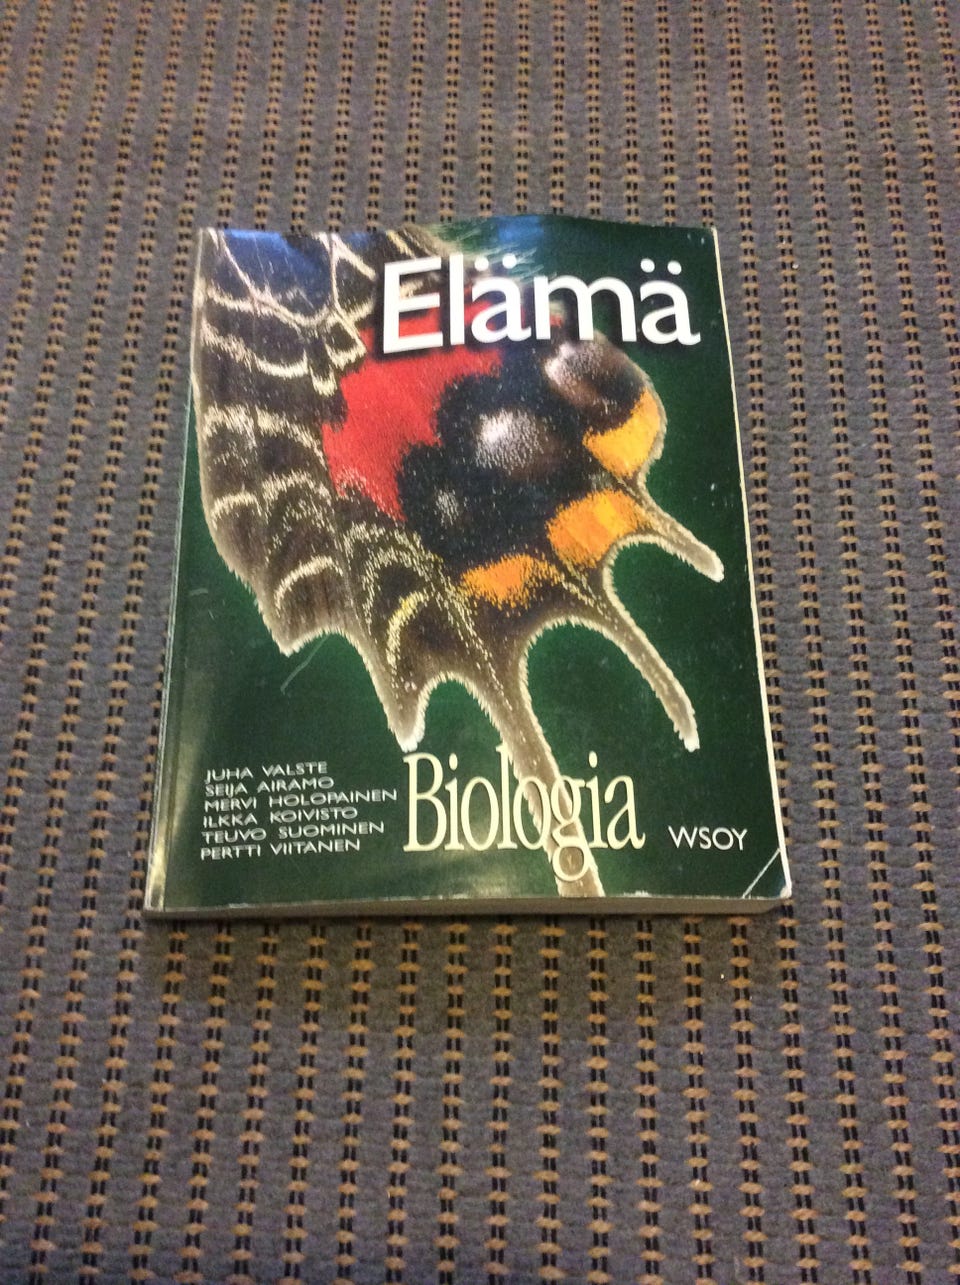 Elämä
JUHA VALSTE
SEIJA AIRAMO
MERVI HOLOPAINEN
ILKKA KOIVISTO
TEUVO SUOMINEN
PERTTI VIITANEN
Biologia
WSOY